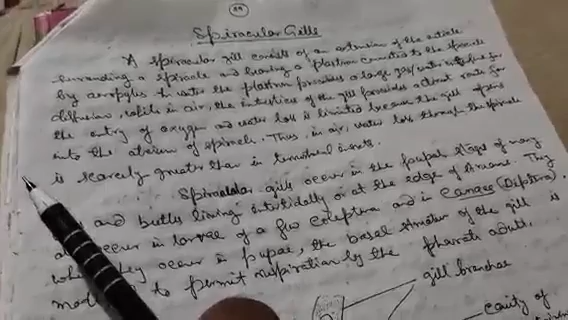 Spiracular Gills
A spiracular gill consists of an extension of the cuticle
surrounding a spiracle and bearing a plastron connected to the spiracle
by aeropyles. In water the plastron provides a large gas/water interface for
diffusion, while in air, the interstices of the gill provides a direct route for
the entry of oxygen and water loss is limited because the gill opens
into the atrium of spiracle. Thus, in air, water loss through the spiracle
is scarcely greater than in terrestrial insects.
Spiracular gills occur in the pupal stage of many
and beetles living intertidally or at the edge of streams. They
occur in larvae of a few coleoptera and in Canace (Diptera).
they occur in pupae, the basal structure of the gill is
to permit respiration by the pharate adult.
gill branches
cavity of